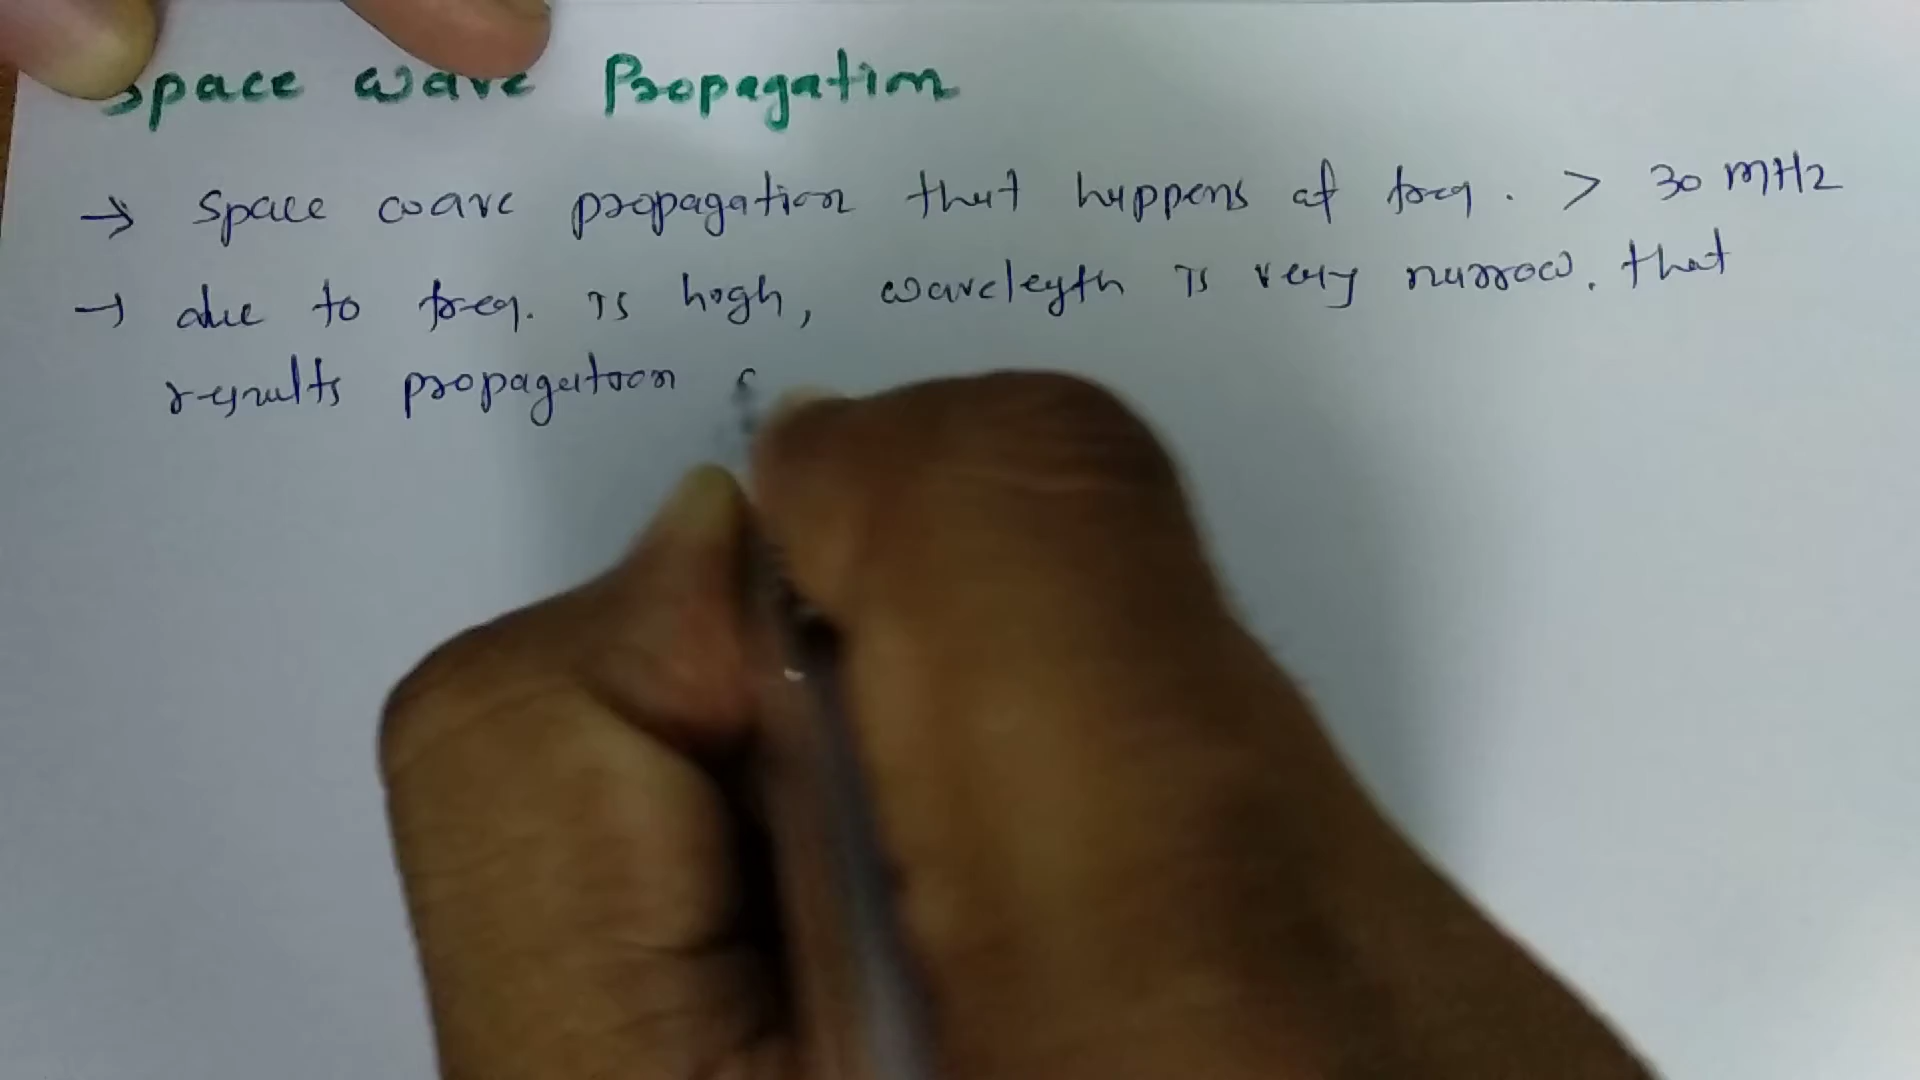 Space wave Propagation
→ space wave propagation that happens at freq. > 30 MHz
→ due to freq. is high, wavelegth is very narrow. that
results propagation